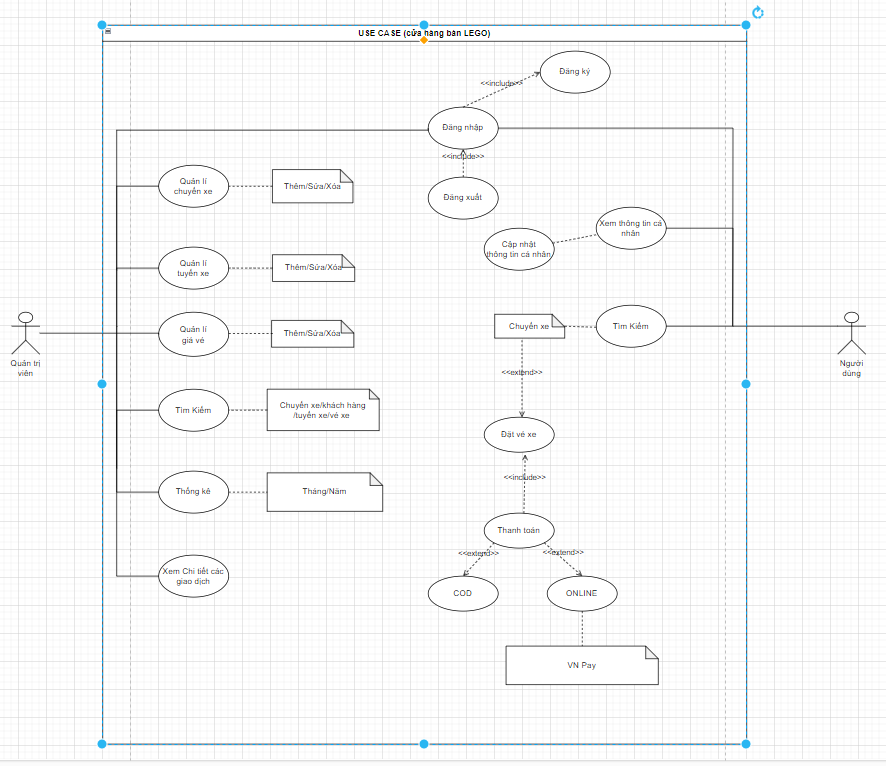 USE CASE (cửa hàng bán LEGO)
Đăng ký
<<include>>
Đăng nhập
<<include>>
Đăng xuất
Quản lí
chuyến xe
Thêm/Sửa/Xóa
Xem thông tin cá
nhân
Cập nhật
thông tin cá nhân
Quản lí
tuyến xe
Thêm/Sửa/Xóa
Quản lí
giá vé
Thêm/Sửa/Xóa
Chuyến xe
Tìm Kiếm
Quản trị
viên
Người
dùng
<<extend>>
Tìm Kiếm
Chuyến xe/khách hàng
/tuyến xe/vé xe
Đặt vé xe
<<include>>
Thống kê
Tháng/Năm
Thanh toán
<<extend>>
<<extend>>
Xem Chi tiết các
giao dịch
COD
ONLINE
VN Pay